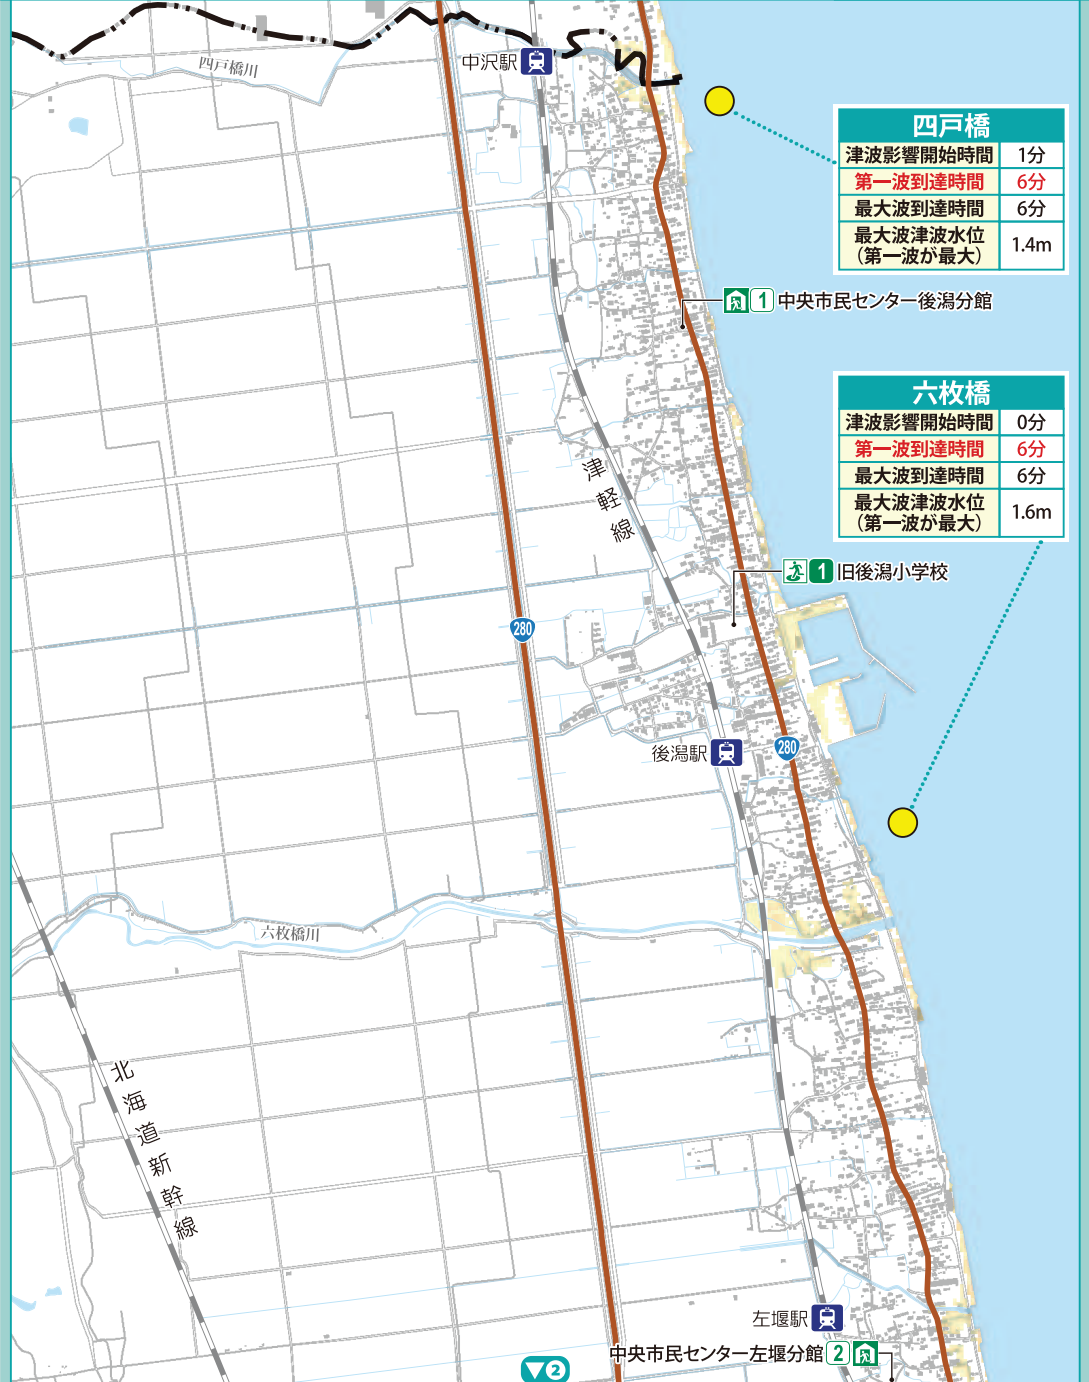 四戸橋川
中沢駅
四戸橋
津波影響開始時間 1分
第一波到達時間 6分
最大波到達時間 6分
最大波津波水位
(第一波が最大) 1.4m
1 中央市民センター後潟分館
六枚橋
津波影響開始時間 0分
第一波到達時間 6分
最大波到達時間 6分
最大波津波水位
(第一波が最大) 1.6m
津軽線
1 旧後潟小学校
280
280
後潟駅
六枚橋川
北海道新幹線
左堰駅
中央市民センター左堰分館 2
▼2